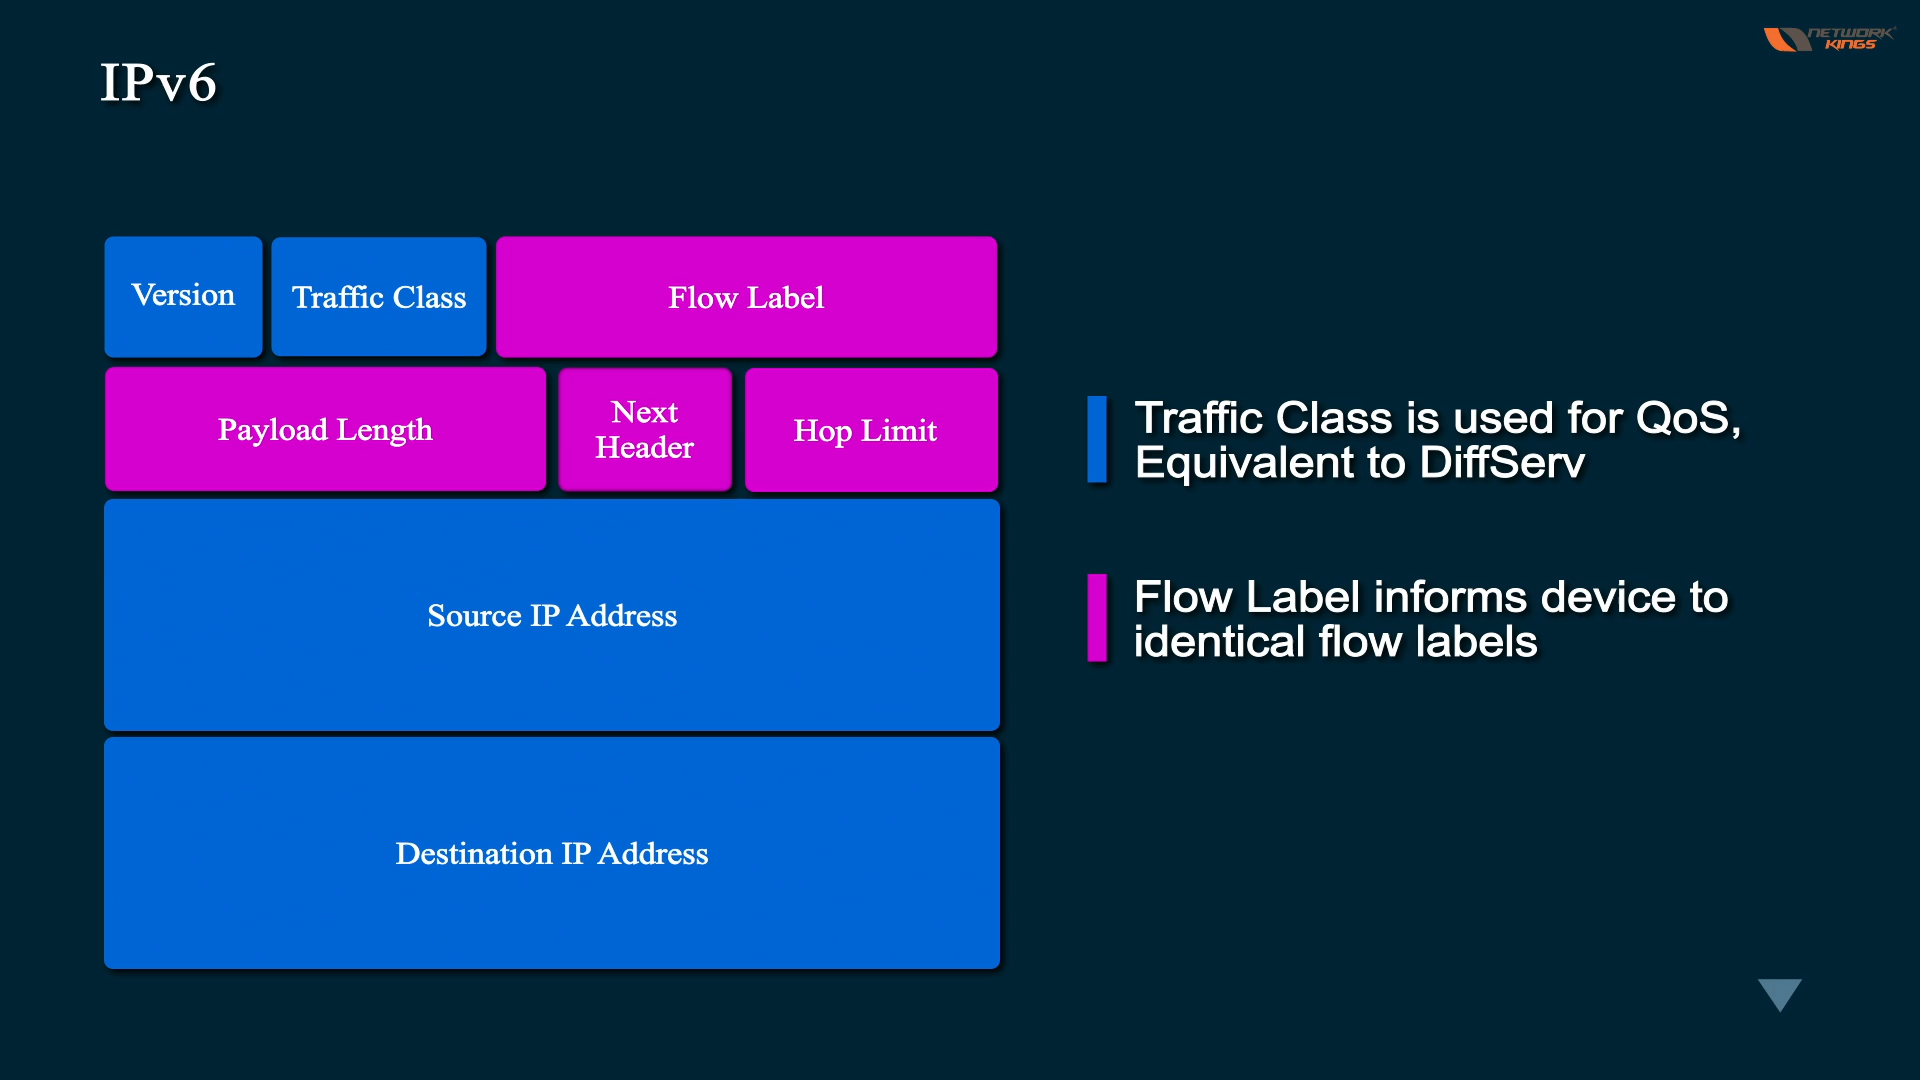 NETWORK
KINGS
IPv6
Version
Traffic Class
Flow Label
Payload Length
Next
Header
Hop Limit
Source IP Address
Destination IP Address
Traffic Class is used for QoS,
Equivalent to DiffServ
Flow Label informs device to
identical flow labels